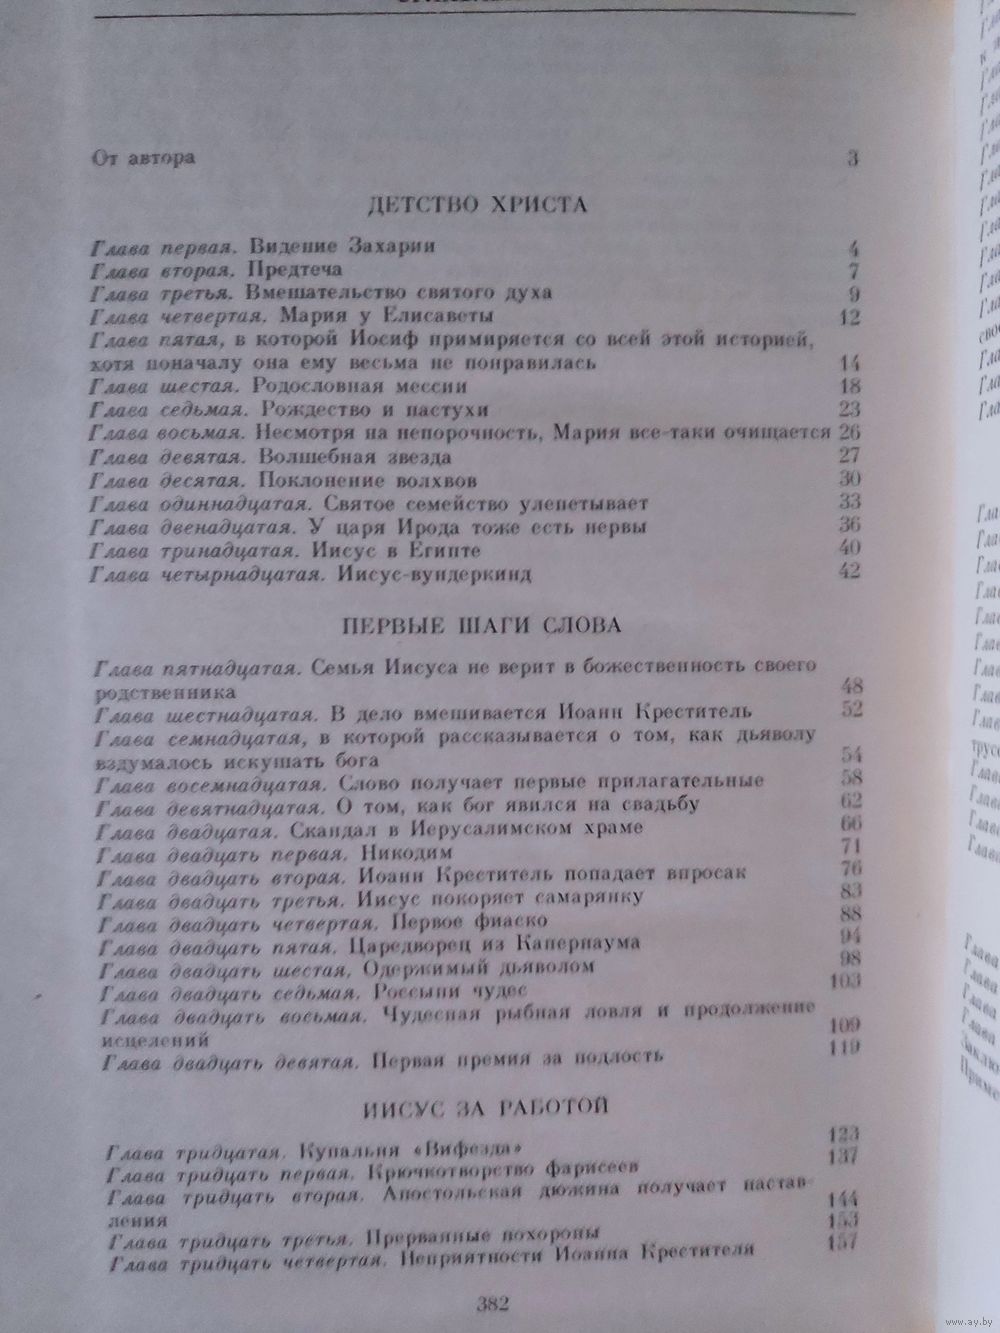 От автора 3
ДЕТСТВО ХРИСТА
Глава первая. Видение Захарии 4
Глава вторая. Предтеча 7
Глава третья. Вмешательство святого духа 9
Глава четвертая. Мария у Елисаветы 12
Глава пятая, в которой Иосиф примиряется со всей этой историей,
хотя поначалу она ему весьма не понравилась 14
Глава шестая. Родословная мессии 18
Глава седьмая. Рождество и пастухи 23
Глава восьмая. Несмотря на непорочность, Мария все-таки очищается 26
Глава девятая. Волшебная звезда 27
Глава десятая. Поклонение волхвов 30
Глава одиннадцатая. Святое семейство улепетывает 33
Глава двенадцатая. У царя Ирода тоже есть нервы 36
Глава тринадцатая. Иисус в Египте 40
Глава четырнадцатая. Иисус-вундеркинд 42
ПЕРВЫЕ ШАГИ СЛОВА
Глава пятнадцатая. Семья Иисуса не верит в божественность своего
родственника 48
Глава шестнадцатая. В дело вмешивается Иоанн Креститель 52
Глава семнадцатая, в которой рассказывается о том, как дьяволу
вздумалось искушать бога 54
Глава восемнадцатая. Слово получает первые прилагательные 58
Глава девятнадцатая. О том, как бог явился на свадьбу 62
Глава двадцатая. Скандал в Иерусалимском храме 66
Глава двадцать первая. Никодим 71
Глава двадцать вторая. Иоанн Креститель попадает впросак 76
Глава двадцать третья. Иисус покоряет самарянку 83
Глава двадцать четвертая. Первое фиаско 88
Глава двадцать пятая. Царедворец из Капернаума 94
Глава двадцать шестая. Одержимый дьяволом 98
Глава двадцать седьмая. Россыпи чудес 103
Глава двадцать восьмая. Чудесная рыбная ловля и продолжение
исцелений 109
Глава двадцать девятая. Первая премия за подлость 119
ИИСУС ЗА РАБОТОЙ
Глава тридцатая. Купальня «Вифезда» 123
Глава тридцать первая. Крючкотворство фарисеев 137
Глава тридцать вторая. Апостольская дюжина получает настав-
ления 144
Глава тридцать третья. Прерванные похороны 153
Глава тридцать четвертая. Неприятности Иоанна Крестителя 157
382
www.ay.by